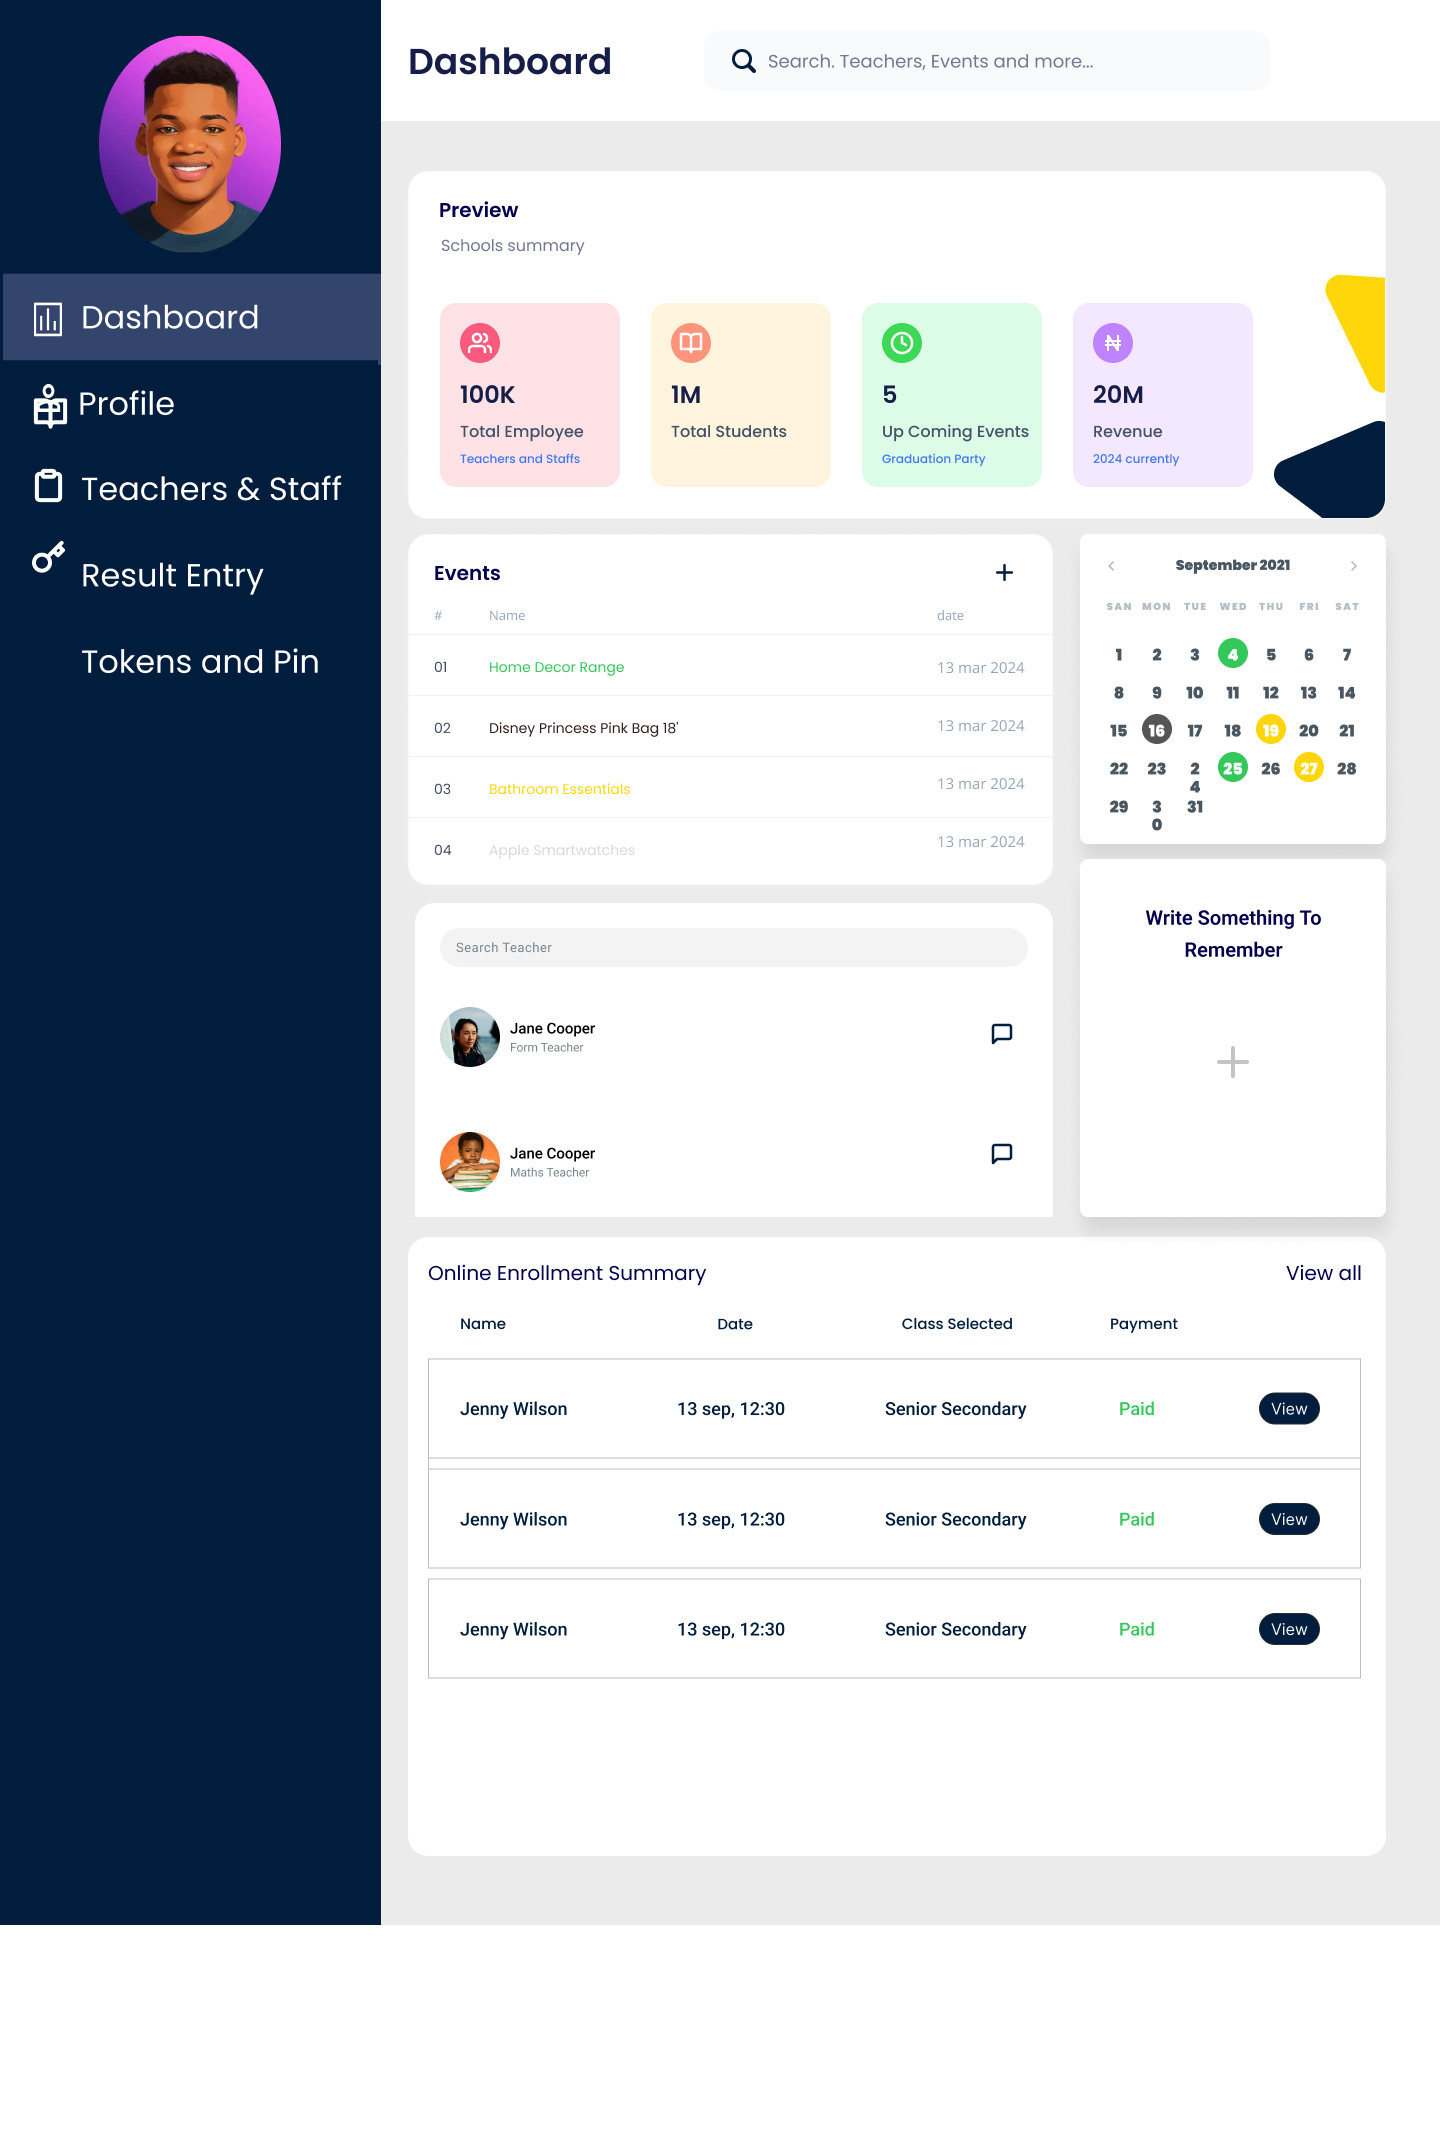 Dashboard
Search. Teachers, Events and more...
Dashboard
Profile
Teachers & Staff
Result Entry
Tokens and Pin
Preview
Schools summary
100K
Total Employee
Teachers and Staffs
1M
Total Students
5
Up Coming Events
Graduation Party
₦
20M
Revenue
2024 currently
Events
# Name date
01 Home Decor Range 13 mar 2024
02 Disney Princess Pink Bag 18' 13 mar 2024
03 Bathroom Essentials 13 mar 2024
04 Apple Smartwatches 13 mar 2024
September 2021
SAN MON TUE WED THU FRI SAT
1 2 3 4 5 6 7
8 9 10 11 12 13 14
15 16 17 18 19 20 21
22 23 2 25 26 27 28
4
29 3 31
0
Search Teacher
Jane Cooper
Form Teacher
Jane Cooper
Maths Teacher
Write Something To
Remember
Online Enrollment Summary View all
Name Date Class Selected Payment
Jenny Wilson 13 sep, 12:30 Senior Secondary Paid View
Jenny Wilson 13 sep, 12:30 Senior Secondary Paid View
Jenny Wilson 13 sep, 12:30 Senior Secondary Paid View